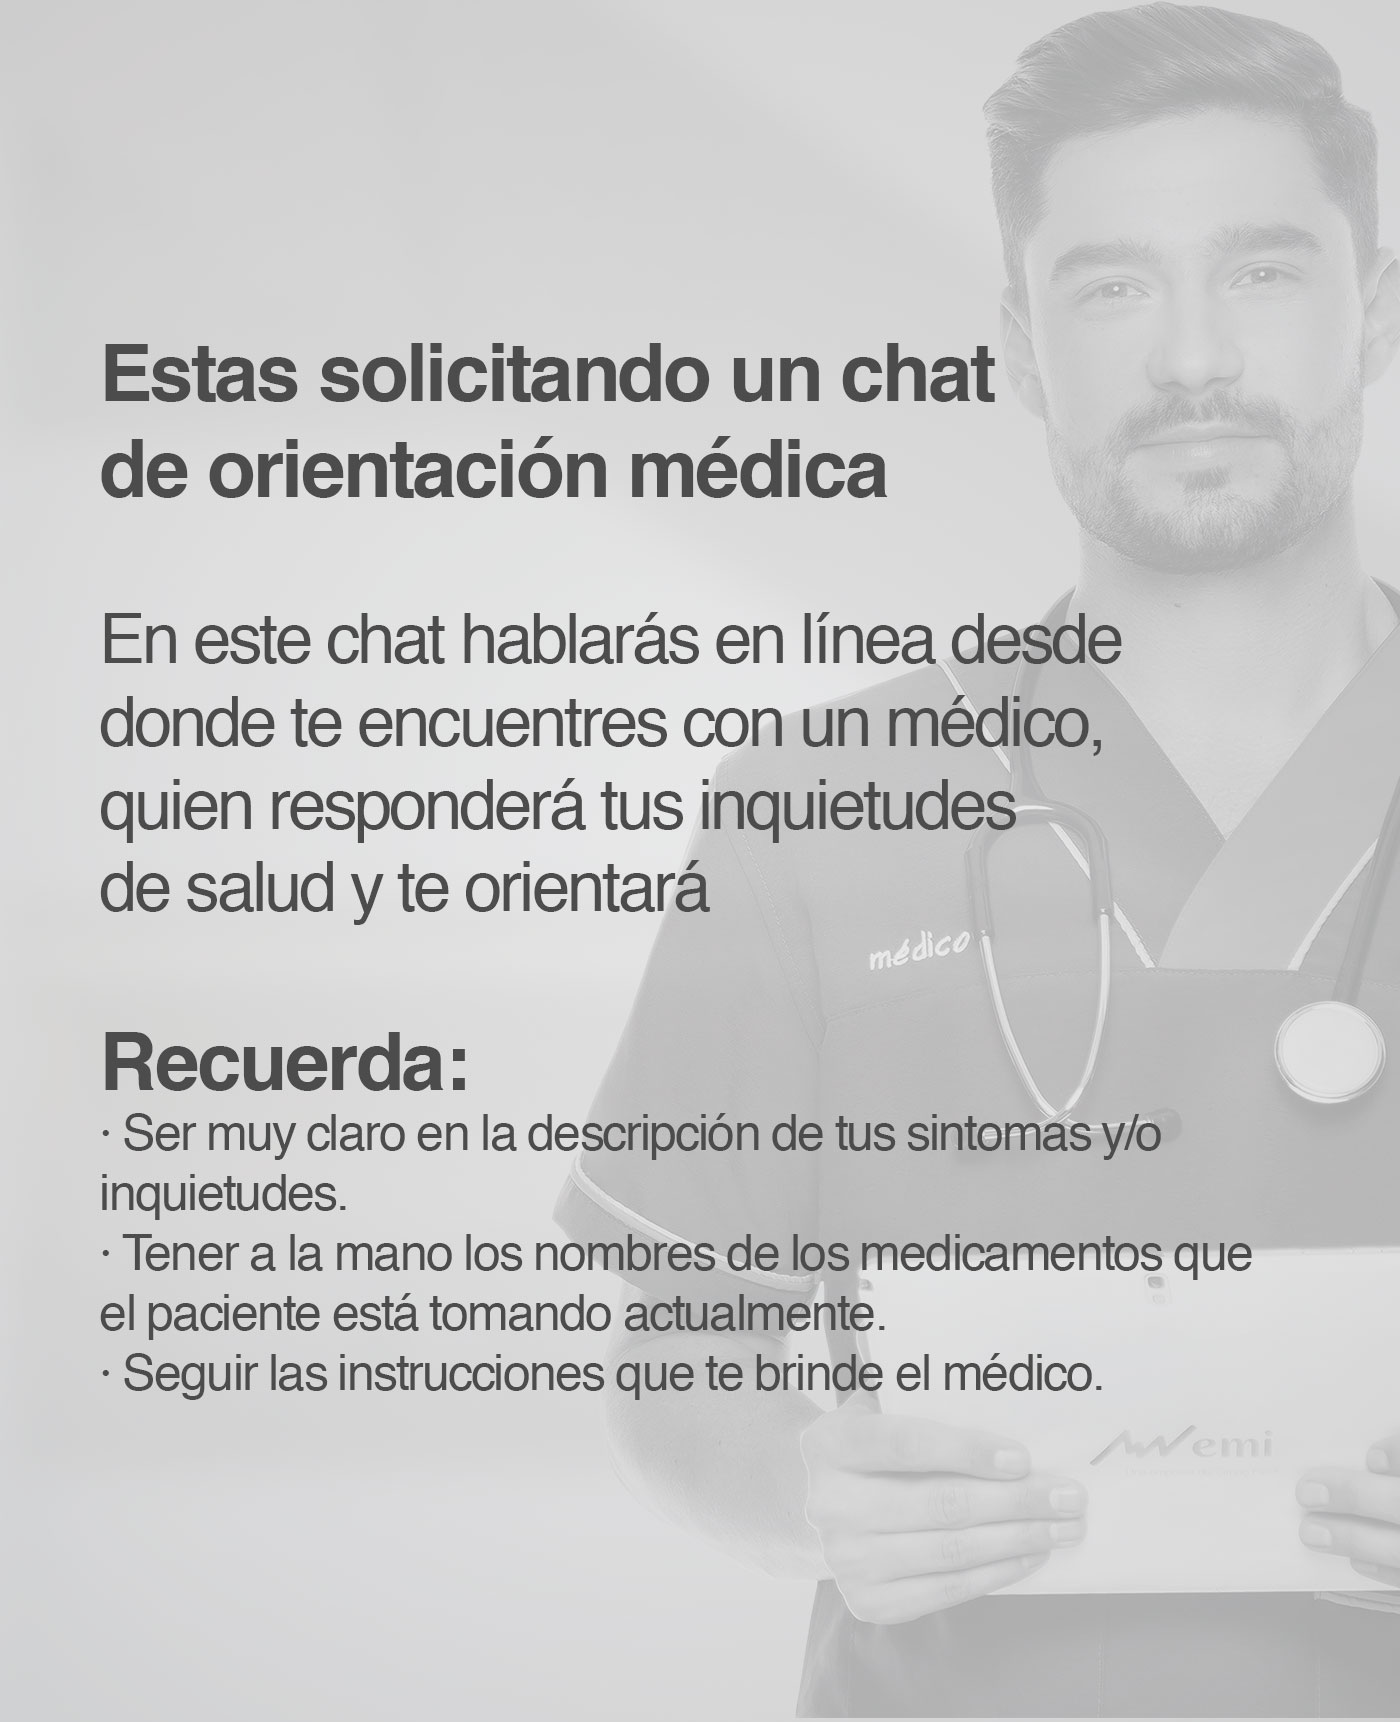 Estas solicitando un chat
de orientación médica
En este chat hablarás en línea desde
donde te encuentres con un médico,
quien responderá tus inquietudes
de salud y te orientará
médico
Recuerda:
· Ser muy claro en la descripción de tus sintomas y/o
inquietudes.
· Tener a la mano los nombres de los medicamentos que
el paciente está tomando actualmente.
· Seguir las instrucciones que te brinde el médico.
emi